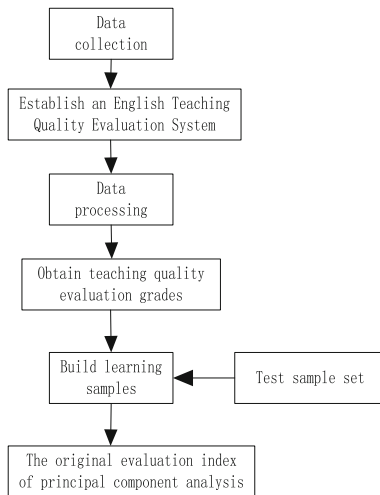 Data
collection
Establish an English Teaching
Quality Evaluation System
Data
processing
Obtain teaching quality
evaluation grades
Build learning
samples
Test sample set
The original evaluation index
of principal component analysis